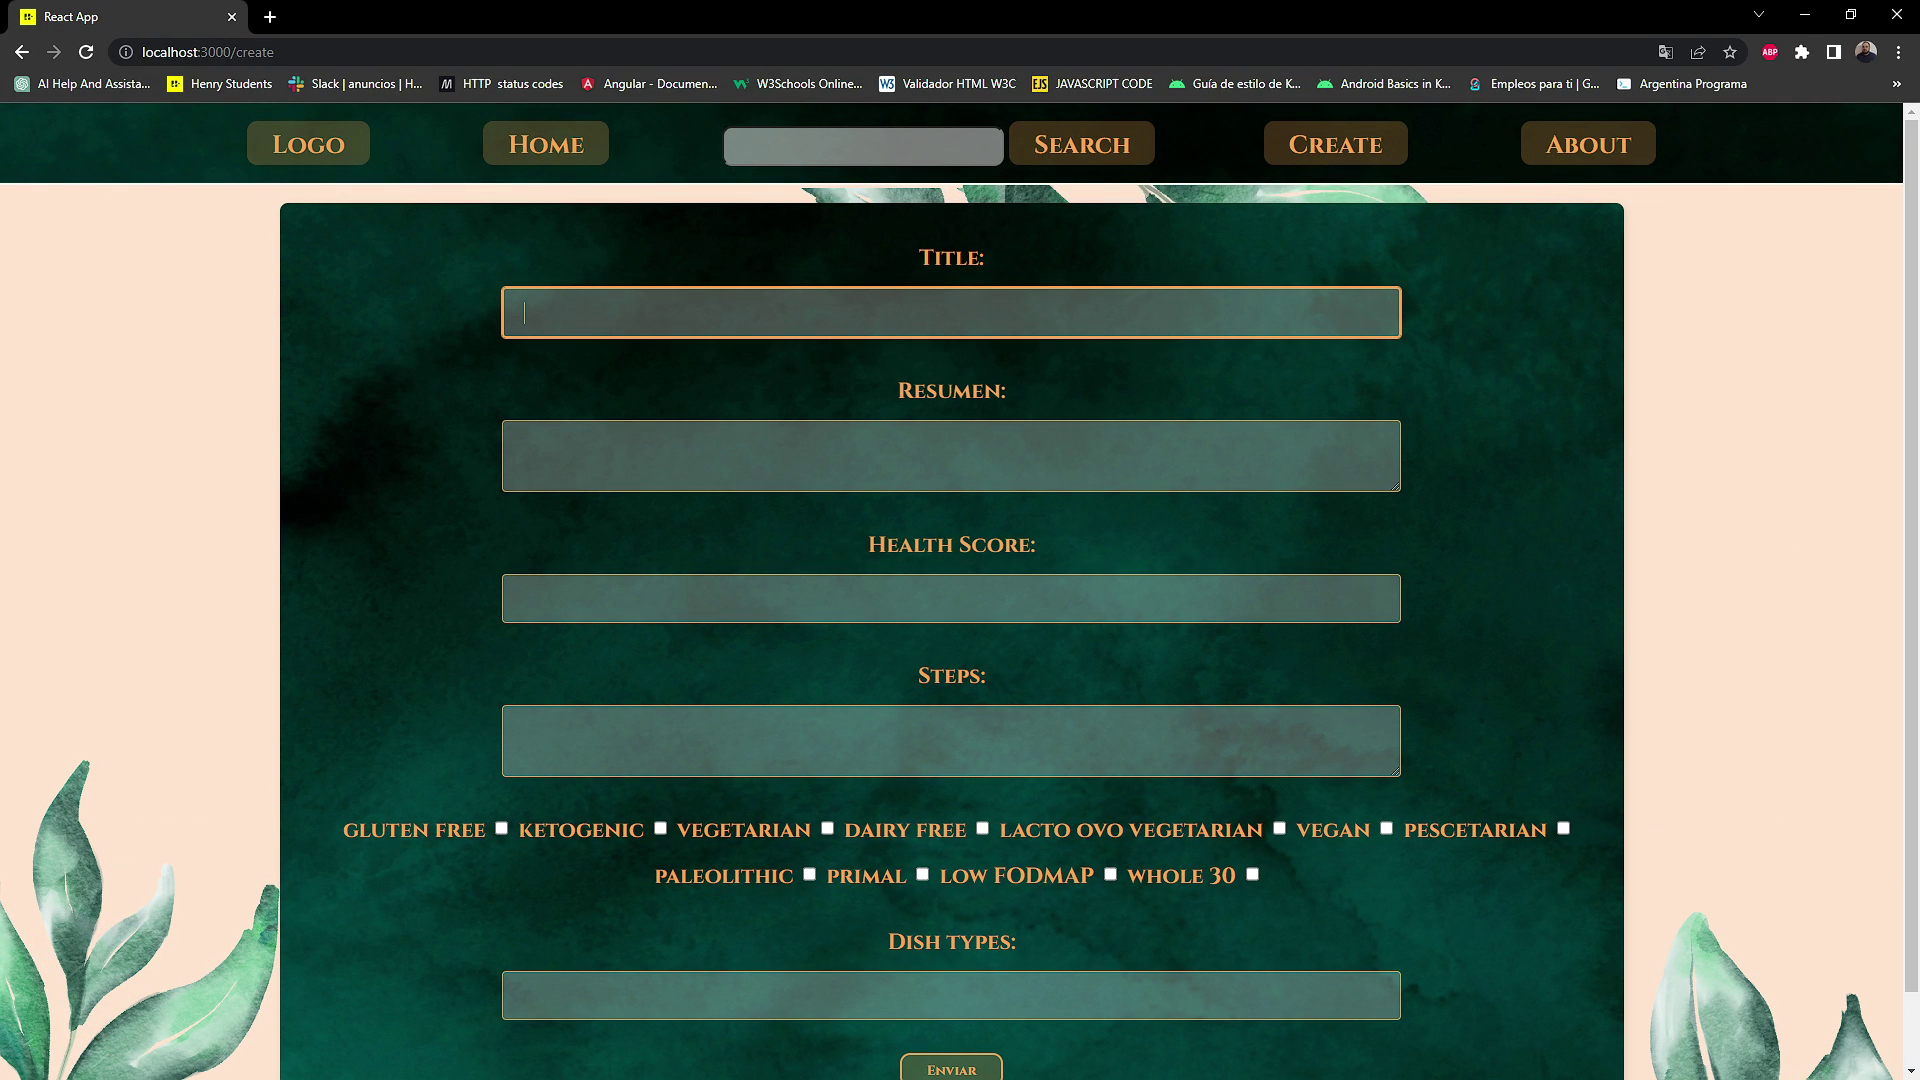 React App
localhost:3000/create
ABP
AI Help And Assista... Henry Students Slack | anuncios | H... HTTP status codes Angular - Documen... W3Schools Online... Validador HTML W3C JAVASCRIPT CODE Guía de estilo de K... Android Basics in K... Empleos para ti | G... Argentina Programa »
Logo Home Search Create About
Title:
Resumen:
Health Score:
Steps:
gluten free ketogenic vegetarian dairy free lacto ovo vegetarian vegan pescetarian
paleolithic primal low FODMAP whole 30
Dish types:
Enviar